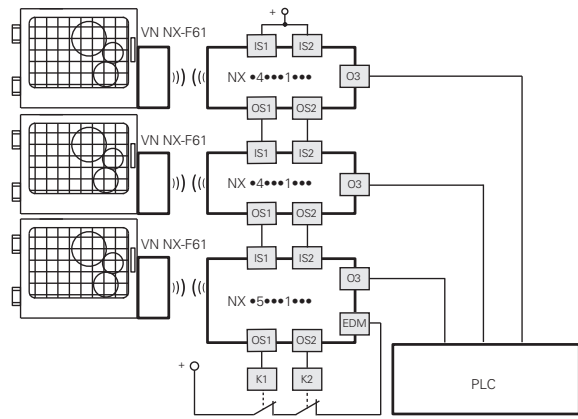 +
VN NX-F61
IS1 IS2
NX •4•••1•••
O3
OS1 OS2
VN NX-F61
IS1 IS2
NX •4•••1•••
O3
OS1 OS2
VN NX-F61
IS1 IS2
O3
NX •5•••1•••
EDM
OS1 OS2
+
K1 K2
PLC